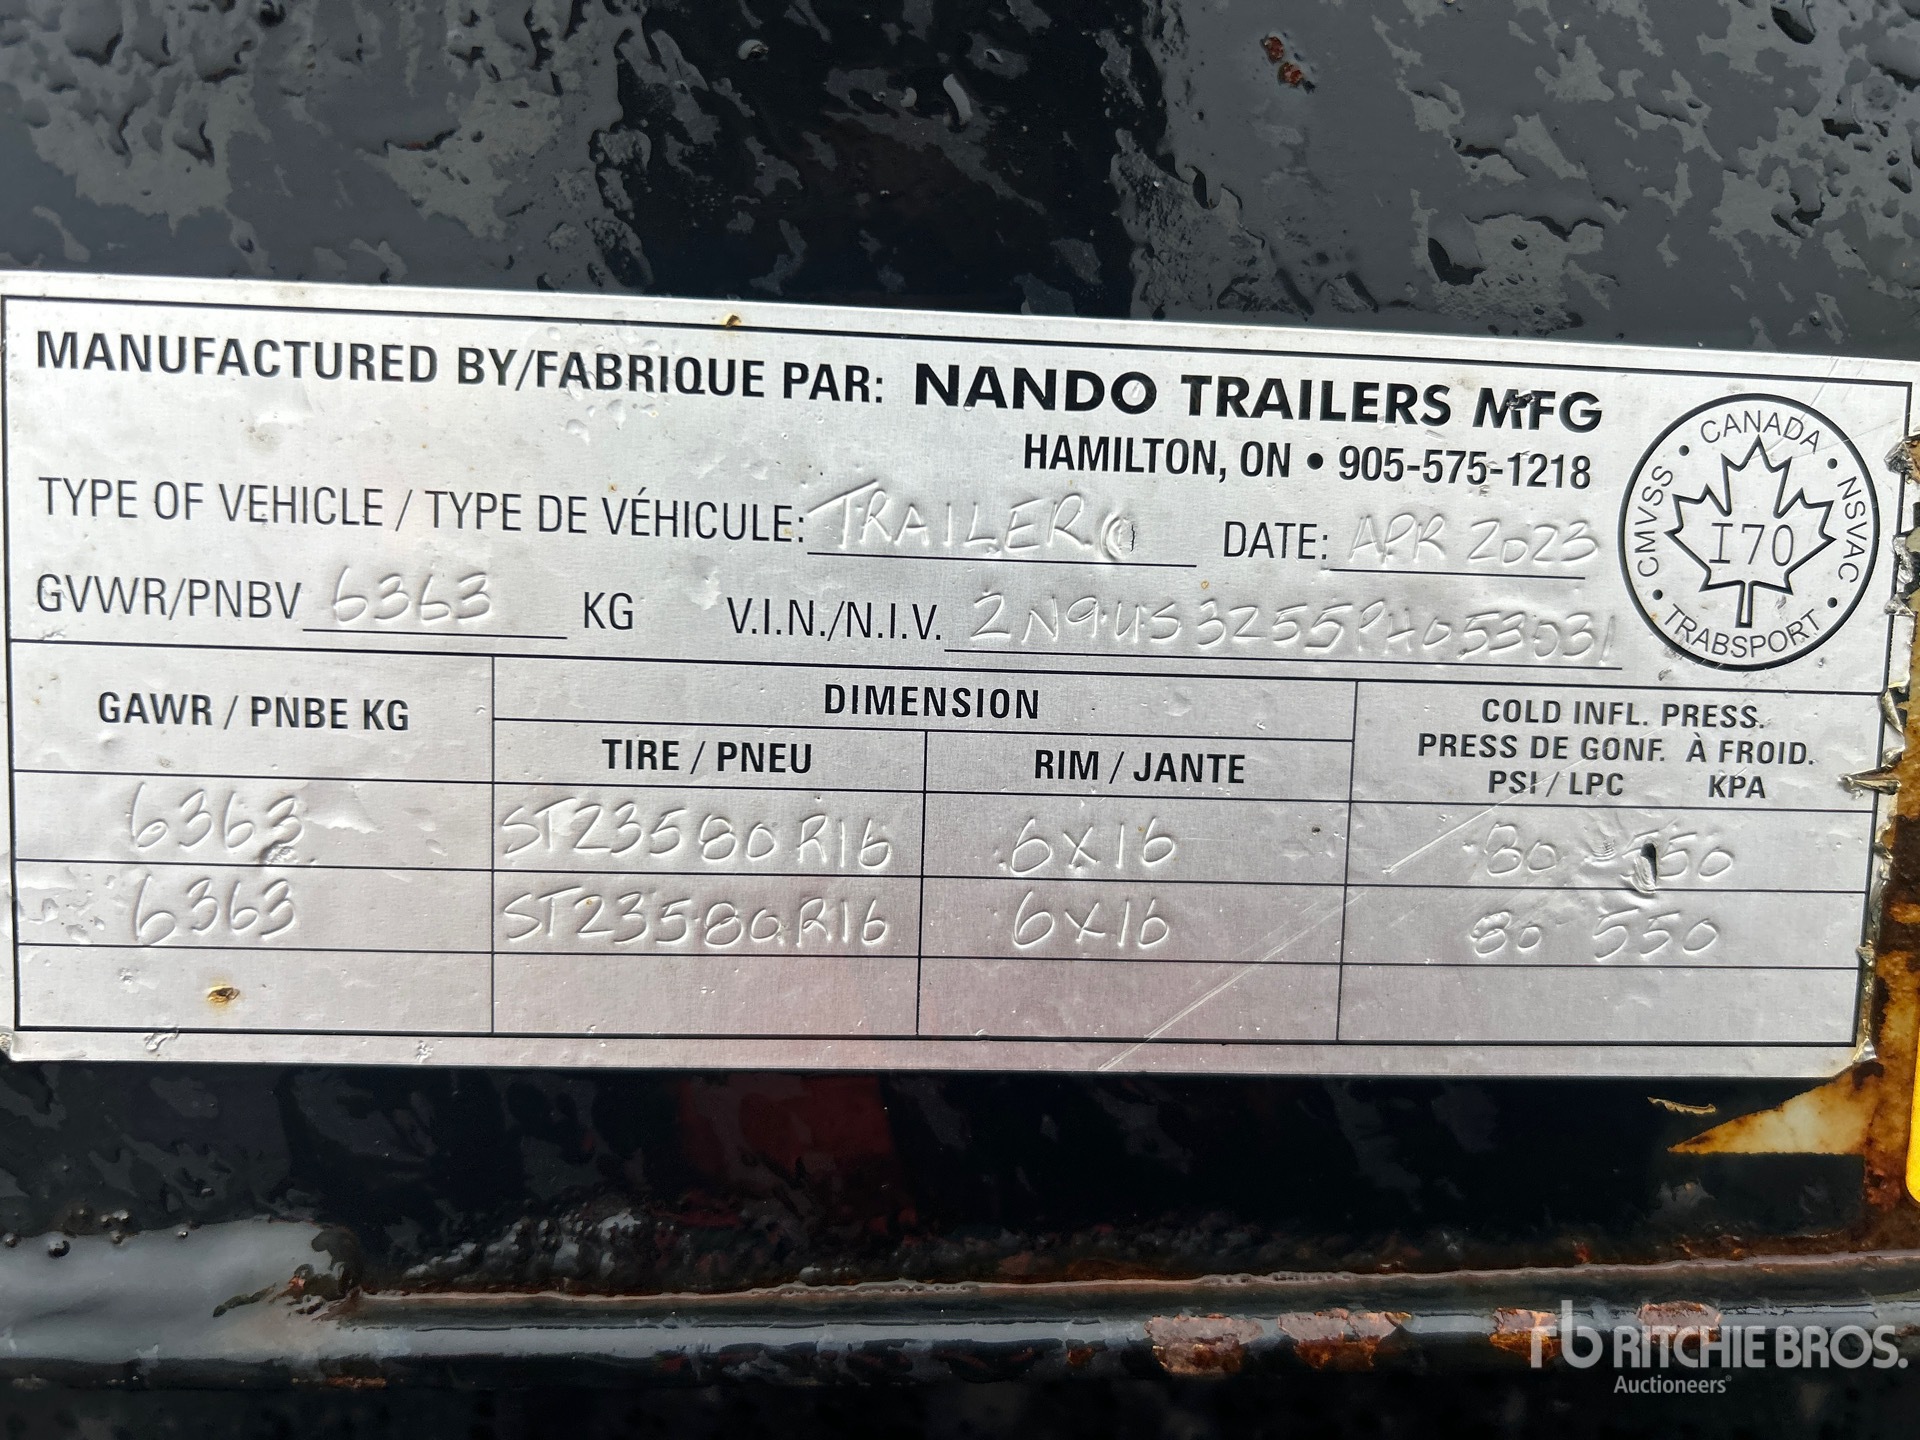 MANUFACTURED BY/FABRIQUE PAR: NANDO TRAILERS MFG
HAMILTON, ON • 905-575-1218
TYPE OF VEHICLE / TYPE DE VÉHICULE: TRAILER DATE: APR 2023
GVWR/PNBV 6363 KG V.I.N./N.I.V. 2N9US3255PH053031
CANADA • NSVAC • TRABSPORT • CMVSS •
170
GAWR / PNBE KG DIMENSION COLD INFL. PRESS.
TIRE / PNEU RIM / JANTE PRESS DE GONF. À FROID.
PSI / LPC KPA
6363 ST23580R16 6X16 80 550
6363 ST23580R16 6X16 80 550
rb RITCHIE BROS.
Auctioneers